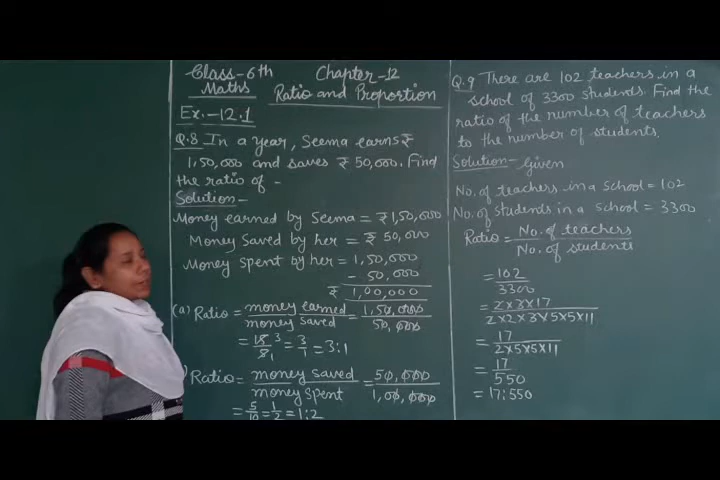 Class-6th Chapter-12
Maths Ratio and Proportion
Ex.-12.1
Q.8 In a year, Seema earns ₹
1,50,000 and saves ₹ 50,000. Find
the ratio of -
Solution-
Money earned by Seema = ₹1,50,000
Money Saved by her = ₹ 50,000
Money spent by her = 1,50,000
- 50,000
₹ 1,00,000
(a) Ratio = money earned / money saved = 1,50,000 / 50,000
= 3/1 = 3:1
) Ratio = money saved / money spent = 50,000 / 1,00,000
= 5/10 = 1/2 = 1:2
Q.9 There are 102 teachers in a
school of 3300 students. Find the
ratio of the number of teachers
to the number of students.
Solution- Given
No. of teachers in a school = 102
No. of students in a school = 3300
Ratio = No. of teachers / No. of students
= 102 / 3300
= 2×3×17 / 2×2×3×5×5×11
= 17 / 2×5×5×11
= 17 / 550
= 17:550